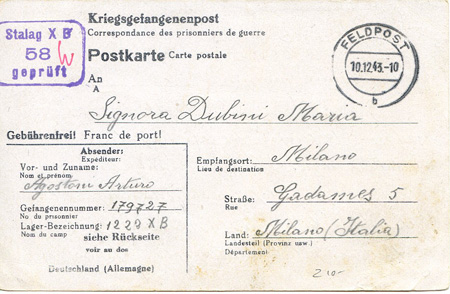 Kriegsgefangenenpost
Correspondance des prisonniers de guerre
Postkarte Carte postale
Stalag X B
58
geprüft
FELDPOST
10.12.43.-10
b
An
A
Signora Dubini Maria
Gebührenfrei! Franc de port!
Absender:
Expéditeur:
Vor- und Zuname:
Nom et prénom
Agostoni Arturo
Gefangenennummer: 179727
No du prisonnier
Lager-Bezeichnung: 1227 X B
Nom du camp
siehe Rückseite
voir au dos
Deutschland (Allemagne)
Empfangsort: Milano
Lieu de destination
Straße: Gadames 5
Rue
Land: Milano (Italia)
Landesteil (Provinz usw.)
Département